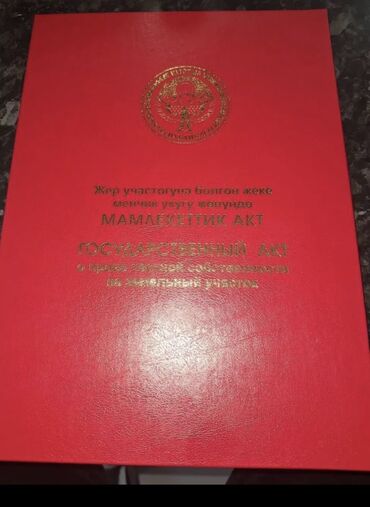 Жер участогуна болгон жеке
менчик укугу жөнүндө
МАМЛЕКЕТТИК АКТ
ГОСУДАРСТВЕННЫЙ АКТ
о праве частной собственности
на земельный участок